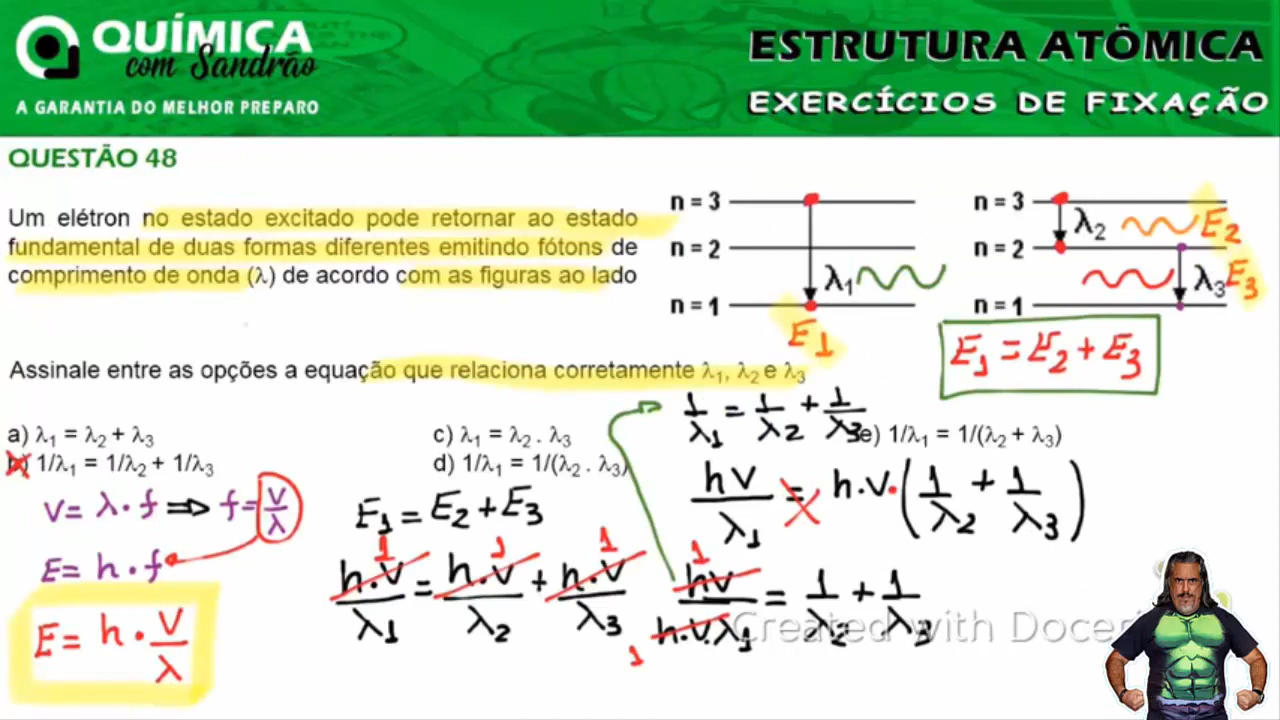 QUÍMICA
com Sandrão
A GARANTIA DO MELHOR PREPARO
ESTRUTURA ATÔMICA
EXERCÍCIOS DE FIXAÇÃO
QUESTÃO 48
Um elétron no estado excitado pode retornar ao estado
fundamental de duas formas diferentes emitindo fótons de
comprimento de onda (λ) de acordo com as figuras ao lado
n = 3
n = 2
λ₁
n = 1
E₁
n = 3
λ₂ E₂
n = 2
λ₃ E₃
n = 1
E₁ = E₂ + E₃
Assinale entre as opções a equação que relaciona corretamente λ₁, λ₂ e λ₃
a) λ₁ = λ₂ + λ₃
b) 1/λ₁ = 1/λ₂ + 1/λ₃
c) λ₁ = λ₂ . λ₃
d) 1/λ₁ = 1/(λ₂ . λ₃)
e) 1/λ₁ = 1/(λ₂ + λ₃)
V = λ · f ⇒ f = V/λ
E = h · f
E = h · V/λ
E₁ = E₂ + E₃
h·V/λ₁ = h·V/λ₂ + h·V/λ₃
1 1 1
1/λ₁ = 1/λ₂ + 1/λ₃
hV/λ₁ = h.V.(1/λ₂ + 1/λ₃)
1
hV/h.V.λ₁ = 1/λ₂ + 1/λ₃
1
Created with Doceri